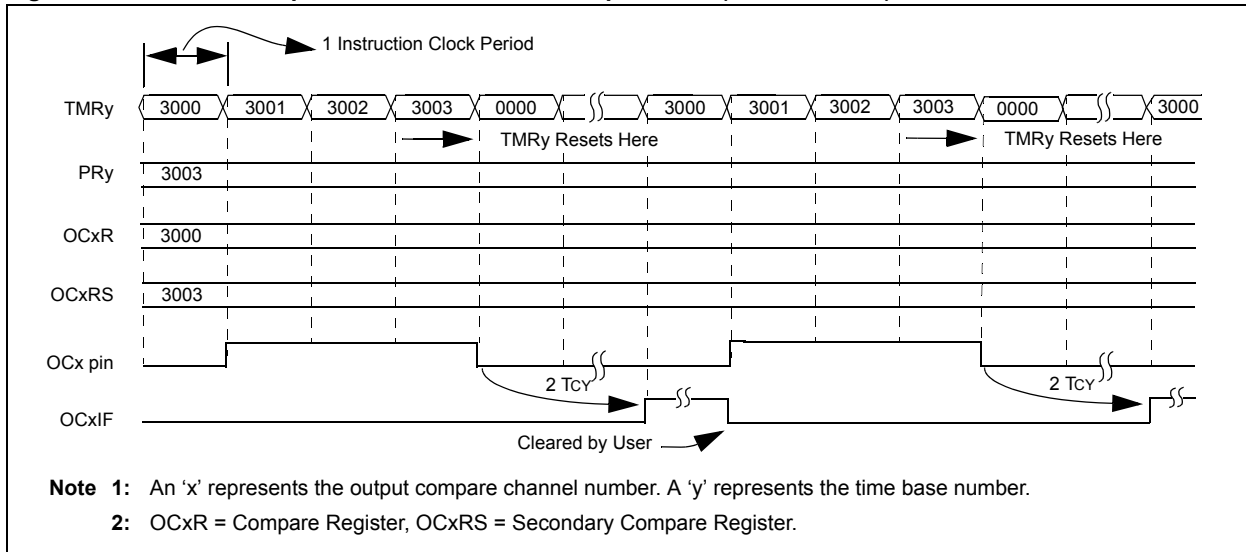 1 Instruction Clock Period
TMRy 3000 3001 3002 3003 0000 3000 3001 3002 3003 0000 3000
TMRy Resets Here TMRy Resets Here
PRy 3003
OCxR 3000
OCxRS 3003
OCx pin
2 TCY 2 TCY
OCxIF
Cleared by User
Note 1: An ‘x’ represents the output compare channel number. A ‘y’ represents the time base number.
2: OCxR = Compare Register, OCxRS = Secondary Compare Register.